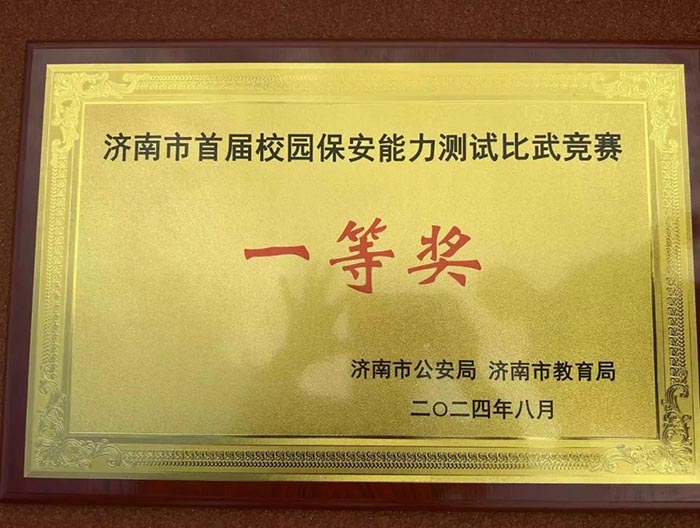 济南市首届校园保安能力测试比武竞赛
一等奖
济南市公安局 济南市教育局
二〇二四年八月